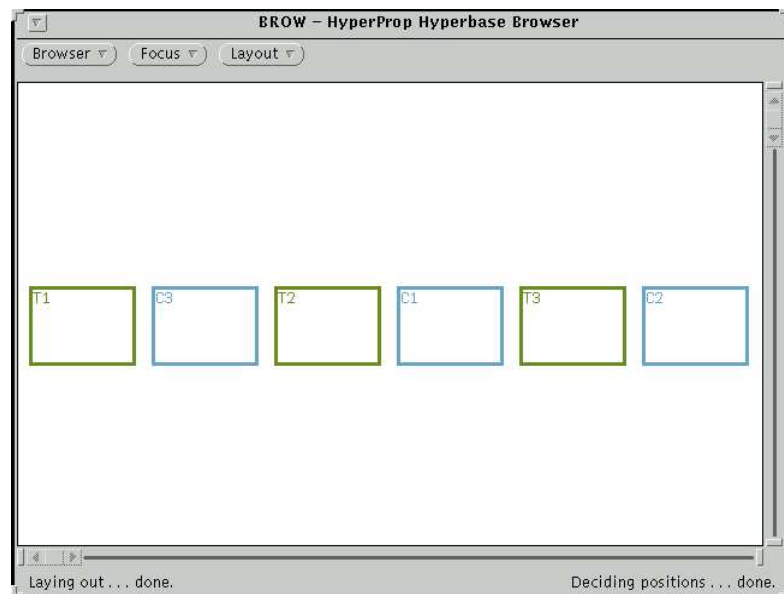 BROW – HyperProp Hyperbase Browser
Browser Focus Layout
T1 C3 T2 C1 T3 C2
Laying out . . . done. Deciding positions . . . done.